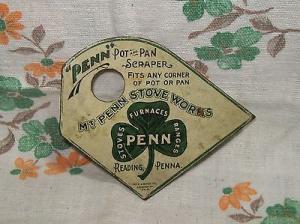 "PENN" POT AND PAN
SCRAPER
FITS ANY CORNER
OF POT OR PAN
MT. PENN STOVE WORKS
STOVES FURNACES RANGES
PENN
READING, PENNA.